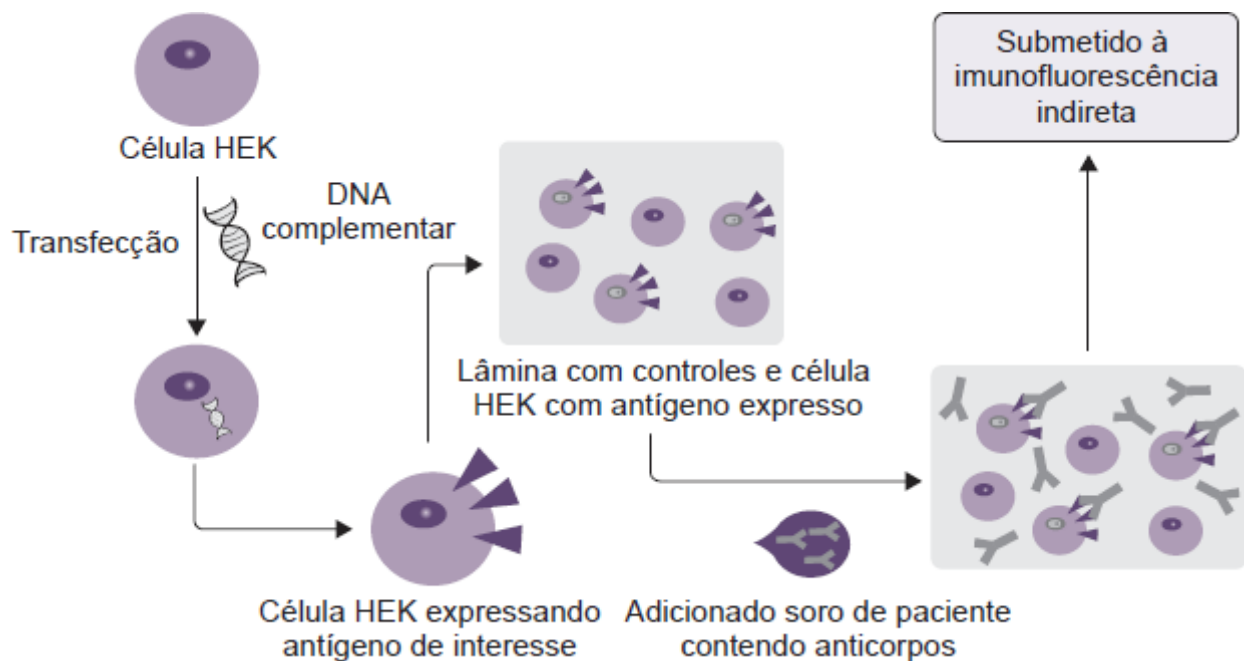 Célula HEK
Transfecção
DNA
complementar
Célula HEK expressando
antígeno de interesse
Lâmina com controles e célula
HEK com antígeno expresso
Adicionado soro de paciente
contendo anticorpos
Submetido à
imunofluorescência
indireta